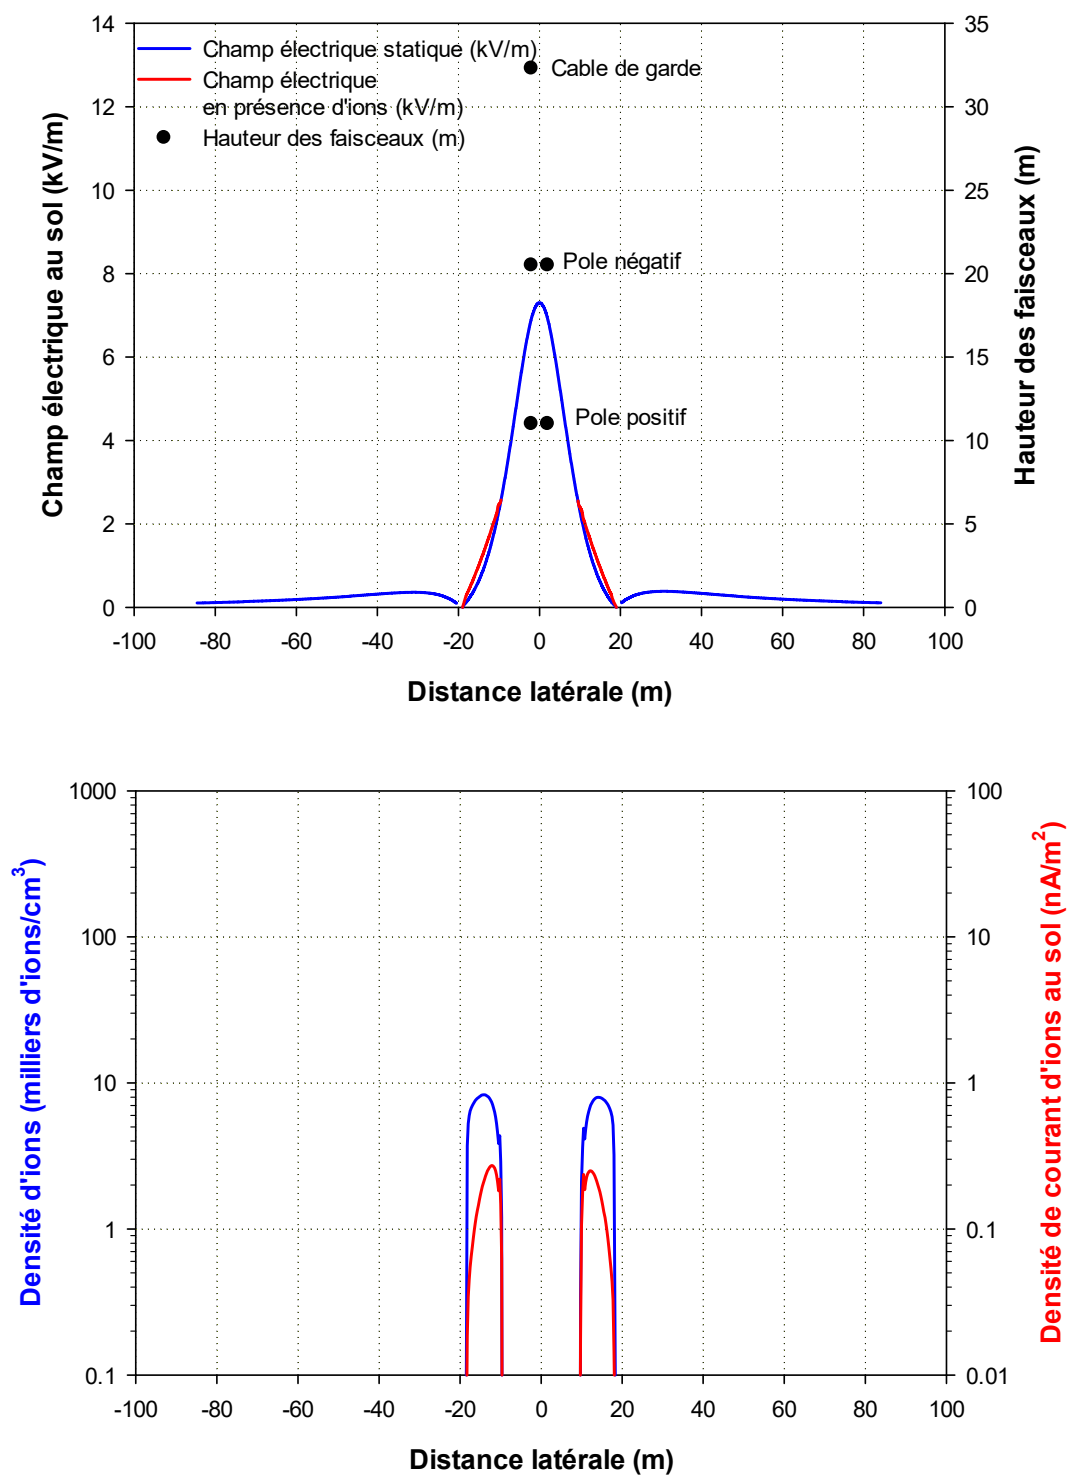 14
12
10
8
6
4
2
0
35
30
25
20
15
10
5
0
Champ électrique statique (kV/m)
Cable de garde
Champ électrique
en présence d'ions (kV/m)
Hauteur des faisceaux (m)
Pole négatif
Pole positif
Champ électrique au sol (kV/m)
Hauteur des faisceaux (m)
-100 -80 -60 -40 -20 0 20 40 60 80 100
Distance latérale (m)
1000
100
10
1
0.1
100
10
1
0.1
0.01
Densité d'ions (milliers d'ions/cm³)
Densité de courant d'ions au sol (nA/m²)
-100 -80 -60 -40 -20 0 20 40 60 80 100
Distance latérale (m)